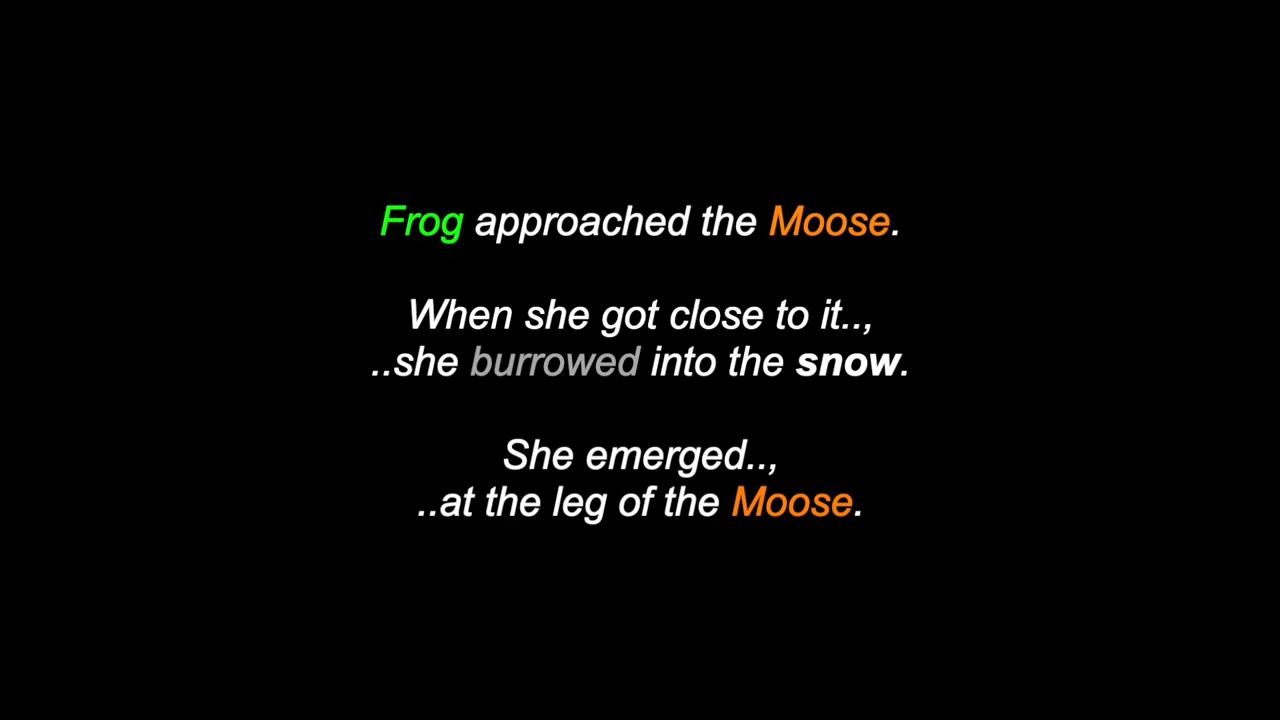 Frog approached the Moose.
When she got close to it..,
..she burrowed into the snow.
She emerged..,
..at the leg of the Moose.